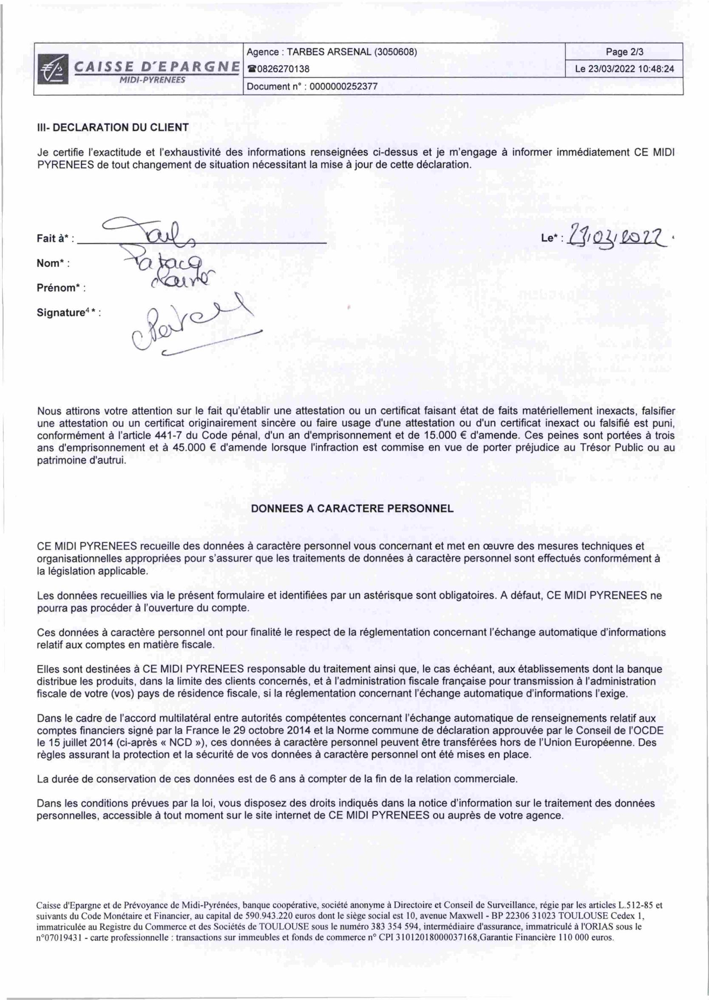 CAISSE D'EPARGNE
MIDI-PYRENEES
Agence : TARBES ARSENAL (3050608)
☎0826270138
Document n° : 0000000252377
Page 2/3
Le 23/03/2022 10:48:24
III- DECLARATION DU CLIENT
Je certifie l'exactitude et l'exhaustivité des informations renseignées ci-dessus et je m'engage à informer immédiatement CE MIDI
PYRENEES de tout changement de situation nécessitant la mise à jour de cette déclaration.
Fait à* :
Le* : 23/03/2022.
Nom* : Patacq
Prénom* :
Signature⁴* :
Nous attirons votre attention sur le fait qu'établir une attestation ou un certificat faisant état de faits matériellement inexacts, falsifier
une attestation ou un certificat originairement sincère ou faire usage d'une attestation ou d'un certificat inexact ou falsifié est puni,
conformément à l'article 441-7 du Code pénal, d'un an d'emprisonnement et de 15.000 € d'amende. Ces peines sont portées à trois
ans d'emprisonnement et à 45.000 € d'amende lorsque l'infraction est commise en vue de porter préjudice au Trésor Public ou au
patrimoine d'autrui.
DONNEES A CARACTERE PERSONNEL
CE MIDI PYRENEES recueille des données à caractère personnel vous concernant et met en œuvre des mesures techniques et
organisationnelles appropriées pour s'assurer que les traitements de données à caractère personnel sont effectués conformément à
la législation applicable.
Les données recueillies via le présent formulaire et identifiées par un astérisque sont obligatoires. A défaut, CE MIDI PYRENEES ne
pourra pas procéder à l'ouverture du compte.
Ces données à caractère personnel ont pour finalité le respect de la réglementation concernant l'échange automatique d'informations
relatif aux comptes en matière fiscale.
Elles sont destinées à CE MIDI PYRENEES responsable du traitement ainsi que, le cas échéant, aux établissements dont la banque
distribue les produits, dans la limite des clients concernés, et à l'administration fiscale française pour transmission à l'administration
fiscale de votre (vos) pays de résidence fiscale, si la réglementation concernant l'échange automatique d'informations l'exige.
Dans le cadre de l'accord multilatéral entre autorités compétentes concernant l'échange automatique de renseignements relatif aux
comptes financiers signé par la France le 29 octobre 2014 et la Norme commune de déclaration approuvée par le Conseil de l'OCDE
le 15 juillet 2014 (ci-après « NCD »), ces données à caractère personnel peuvent être transférées hors de l'Union Européenne. Des
règles assurant la protection et la sécurité de vos données à caractère personnel ont été mises en place.
La durée de conservation de ces données est de 6 ans à compter de la fin de la relation commerciale.
Dans les conditions prévues par la loi, vous disposez des droits indiqués dans la notice d'information sur le traitement des données
personnelles, accessible à tout moment sur le site internet de CE MIDI PYRENEES ou auprès de votre agence.
Caisse d'Epargne et de Prévoyance de Midi-Pyrénées, banque coopérative, société anonyme à Directoire et Conseil de Surveillance, régie par les articles L.512-85 et
suivants du Code Monétaire et Financier, au capital de 590.943.220 euros dont le siège social est 10, avenue Maxwell - BP 22306 31023 TOULOUSE Cedex 1,
immatriculée au Registre du Commerce et des Sociétés de TOULOUSE sous le numéro 383 354 594, intermédiaire d'assurance, immatriculé à l'ORIAS sous le
n°07019431 - carte professionnelle : transactions sur immeubles et fonds de commerce n° CPI 31012018000037168,Garantie Financière 110 000 euros.